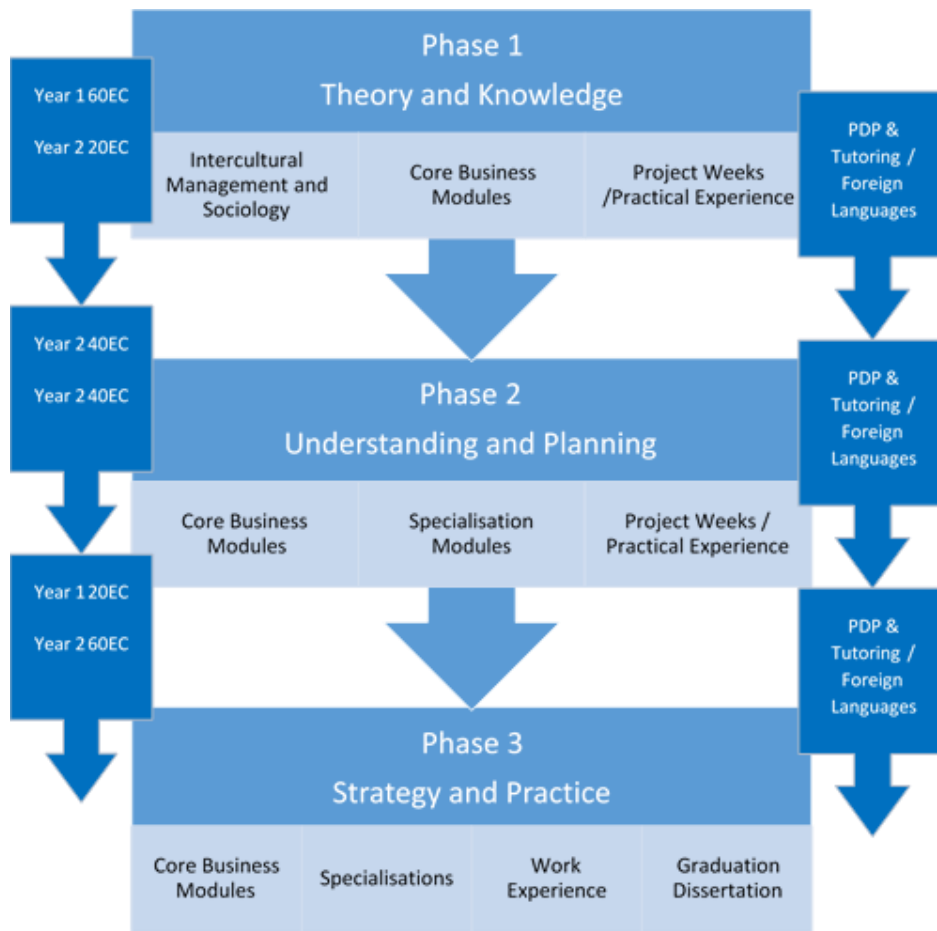 Phase 1
Theory and Knowledge
Year 1 60EC
Year 2 20EC
Intercultural
Management and
Sociology
Core Business
Modules
Project Weeks
/Practical Experience
PDP &
Tutoring /
Foreign
Languages
Year 2 40EC
Year 2 40EC
Phase 2
Understanding and Planning
Core Business
Modules
Specialisation
Modules
Project Weeks /
Practical Experience
PDP &
Tutoring /
Foreign
Languages
Year 1 20EC
Year 2 60EC
Phase 3
Strategy and Practice
Core Business
Modules
Specialisations
Work
Experience
Graduation
Dissertation
PDP &
Tutoring /
Foreign
Languages